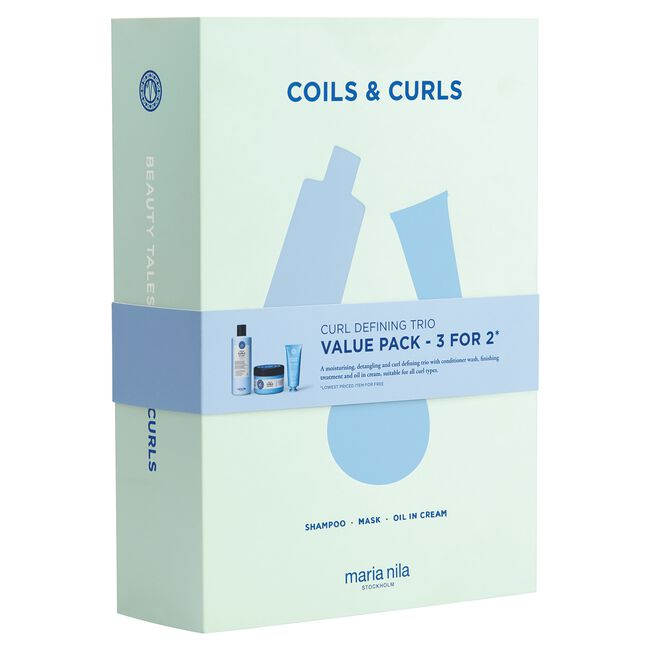 COILS & CURLS
BEAUTY TALES
CURLS
CURL DEFINING TRIO
VALUE PACK - 3 FOR 2*
A moisturising, detangling and curl defining trio with conditioner wash, finishing
treatment and oil in cream, suitable for all curl types.
*LOWEST PRICED ITEM FOR FREE
SHAMPOO · MASK · OIL IN CREAM
maria nila
STOCKHOLM